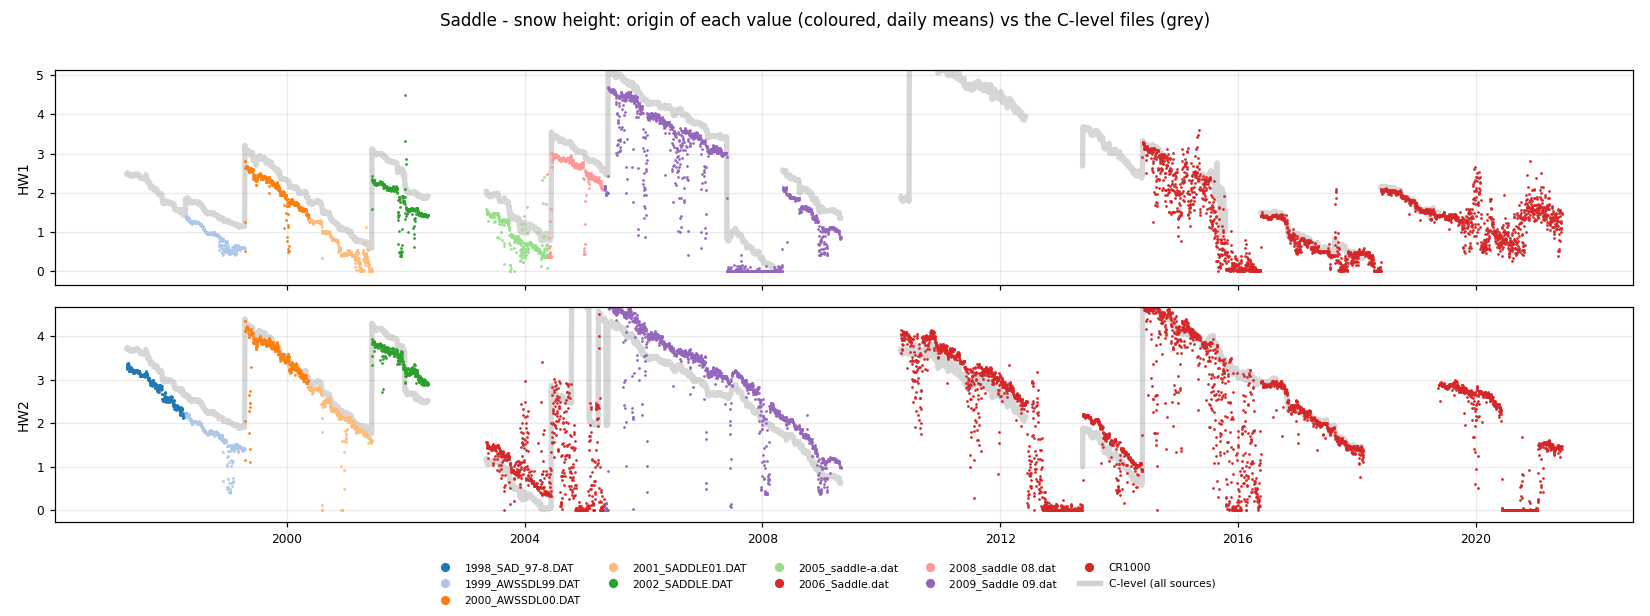 Saddle - snow height: origin of each value (coloured, daily means) vs the C-level files (grey)
5
4
3
2
1
0
HW1
4
3
2
1
0
HW2
2000
2004
2008
2012
2016
2020
1998_SAD_97-8.DAT
1999_AWSSDL99.DAT
2000_AWSSDL00.DAT
2001_SADDLE01.DAT
2002_SADDLE.DAT
2005_saddle-a.dat
2006_Saddle.dat
2008_saddle 08.dat
2009_Saddle 09.dat
CR1000
C-level (all sources)